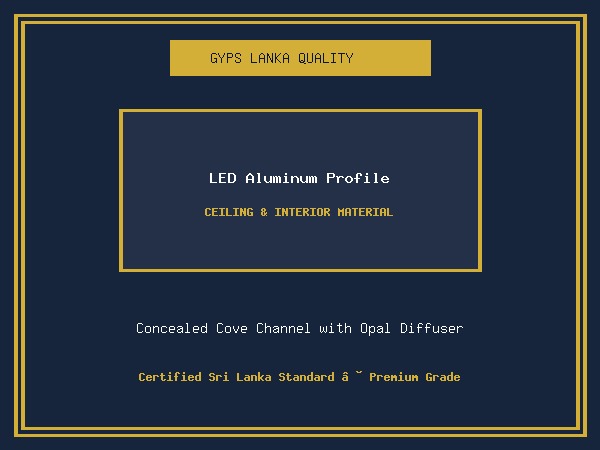 GYPS LANKA QUALITY
LED Aluminum Profile
CEILING & INTERIOR MATERIAL
Concealed Cove Channel with Opal Diffuser
Certified Sri Lanka Standard â ˘ Premium Grade